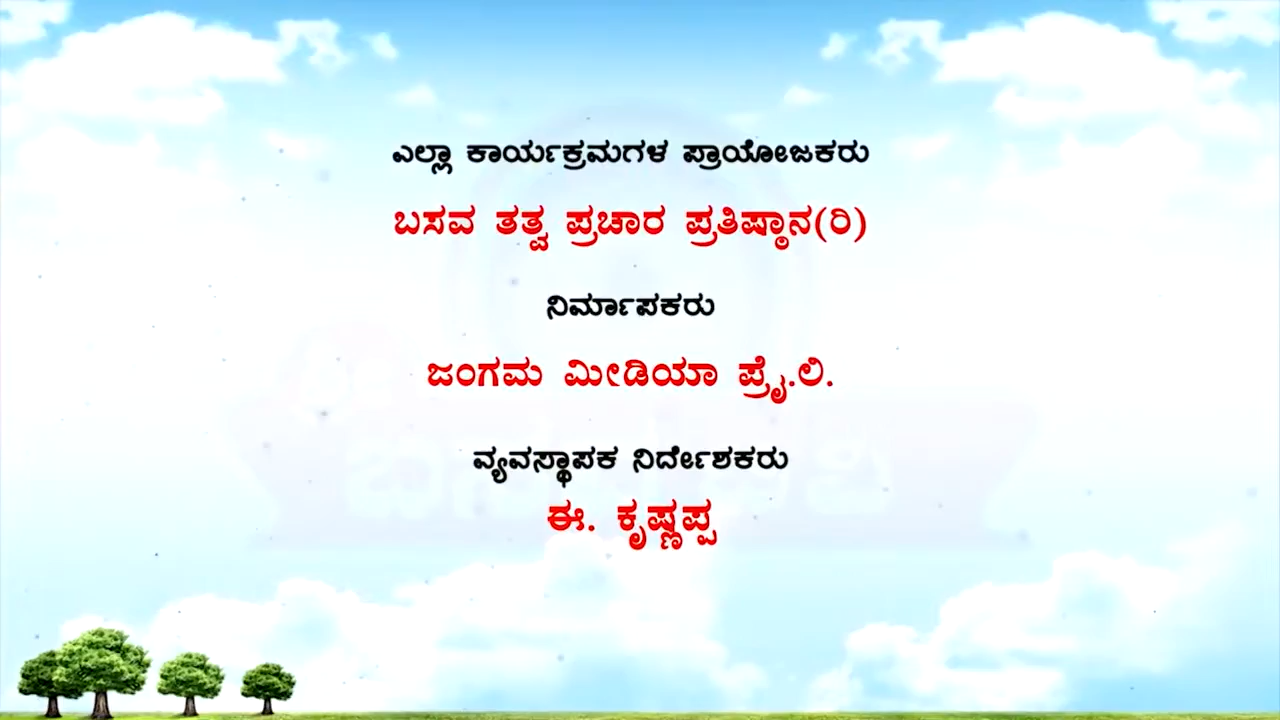 ಎಲ್ಲಾ ಕಾರ್ಯಕ್ರಮಗಳ ಪ್ರಾಯೋಜಕರು
ಬಸವ ತತ್ವ ಪ್ರಚಾರ ಪ್ರತಿಷ್ಠಾನ(ರಿ)
ನಿರ್ಮಾಪಕರು
ಜಂಗಮ ಮೀಡಿಯಾ ಪ್ರೈ.ಲಿ.
ವ್ಯವಸ್ಥಾಪಕ ನಿರ್ದೇಶಕರು
ಈ. ಕೃಷ್ಣಪ್ಪ